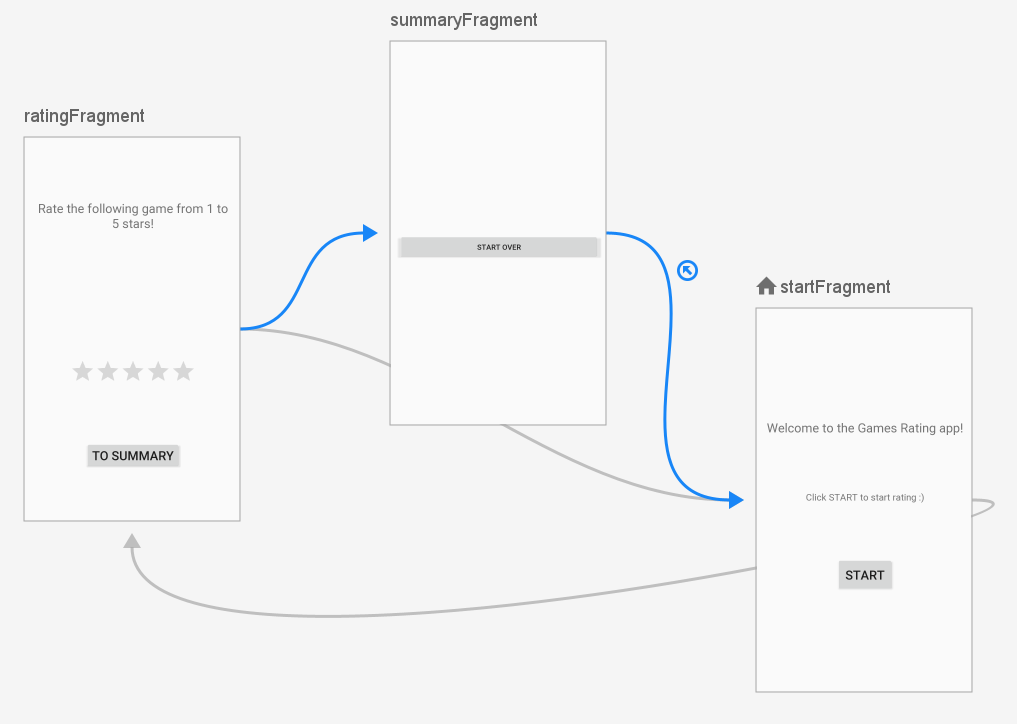 summaryFragment
ratingFragment
Rate the following game from 1 to
5 stars!
START OVER
startFragment
TO SUMMARY
Welcome to the Games Rating app!
Click START to start rating :)
START